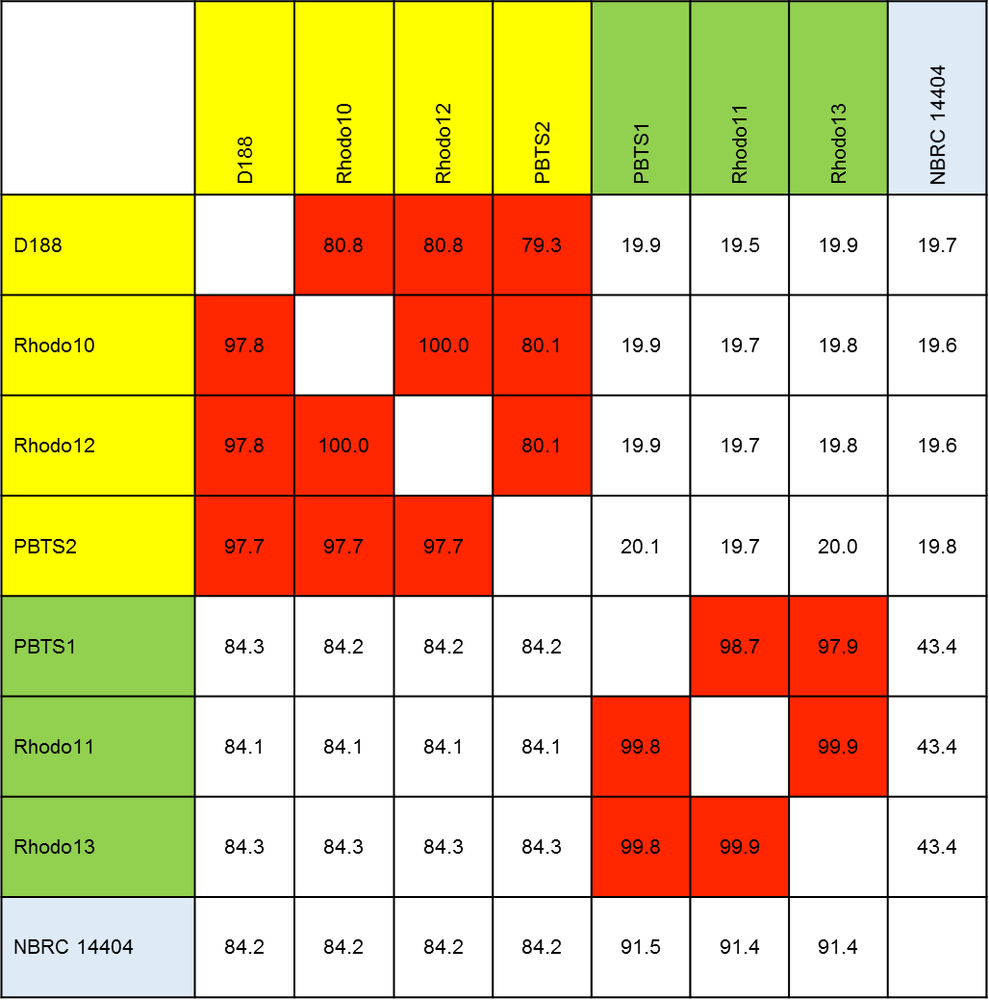 D188 Rhodo10 Rhodo12 PBTS2 PBTS1 Rhodo11 Rhodo13 NBRC 14404
D188 80.8 80.8 79.3 19.9 19.5 19.9 19.7
Rhodo10 97.8 100.0 80.1 19.9 19.7 19.8 19.6
Rhodo12 97.8 100.0 80.1 19.9 19.7 19.8 19.6
PBTS2 97.7 97.7 97.7 20.1 19.7 20.0 19.8
PBTS1 84.3 84.2 84.2 84.2 98.7 97.9 43.4
Rhodo11 84.1 84.1 84.1 84.1 99.8 99.9 43.4
Rhodo13 84.3 84.3 84.3 84.3 99.8 99.9 43.4
NBRC 14404 84.2 84.2 84.2 84.2 91.5 91.4 91.4